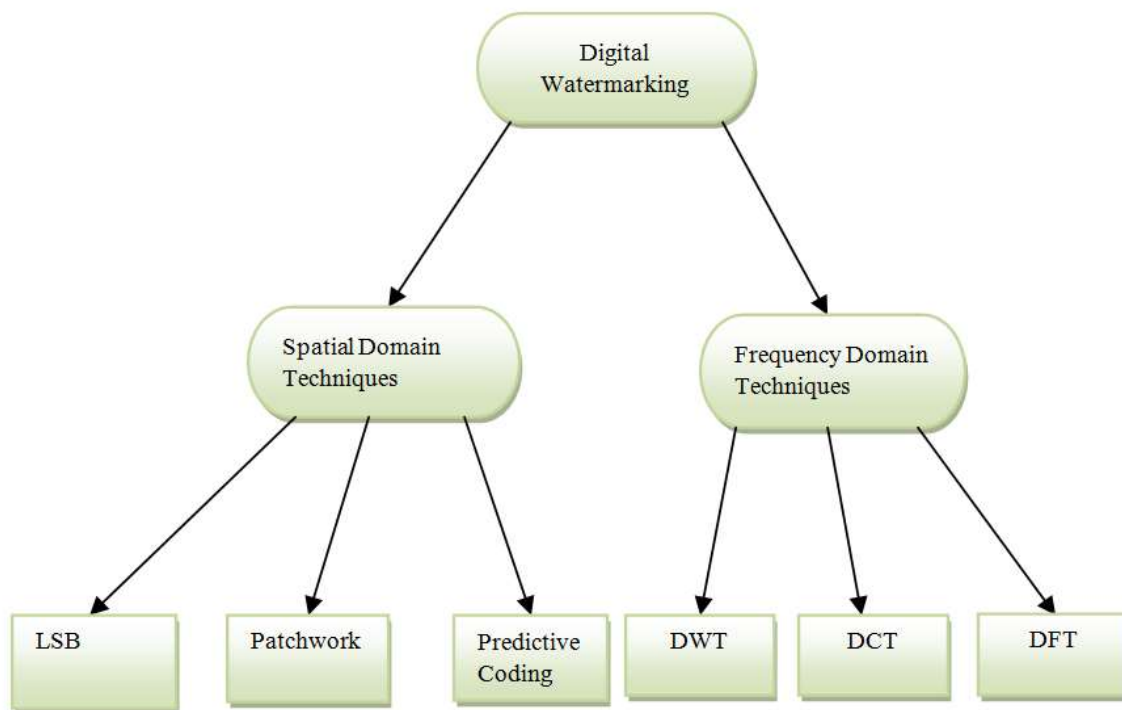 Digital
Watermarking
Spatial Domain
Techniques
Frequency Domain
Techniques
LSB
Patchwork
Predictive
Coding
DWT
DCT
DFT